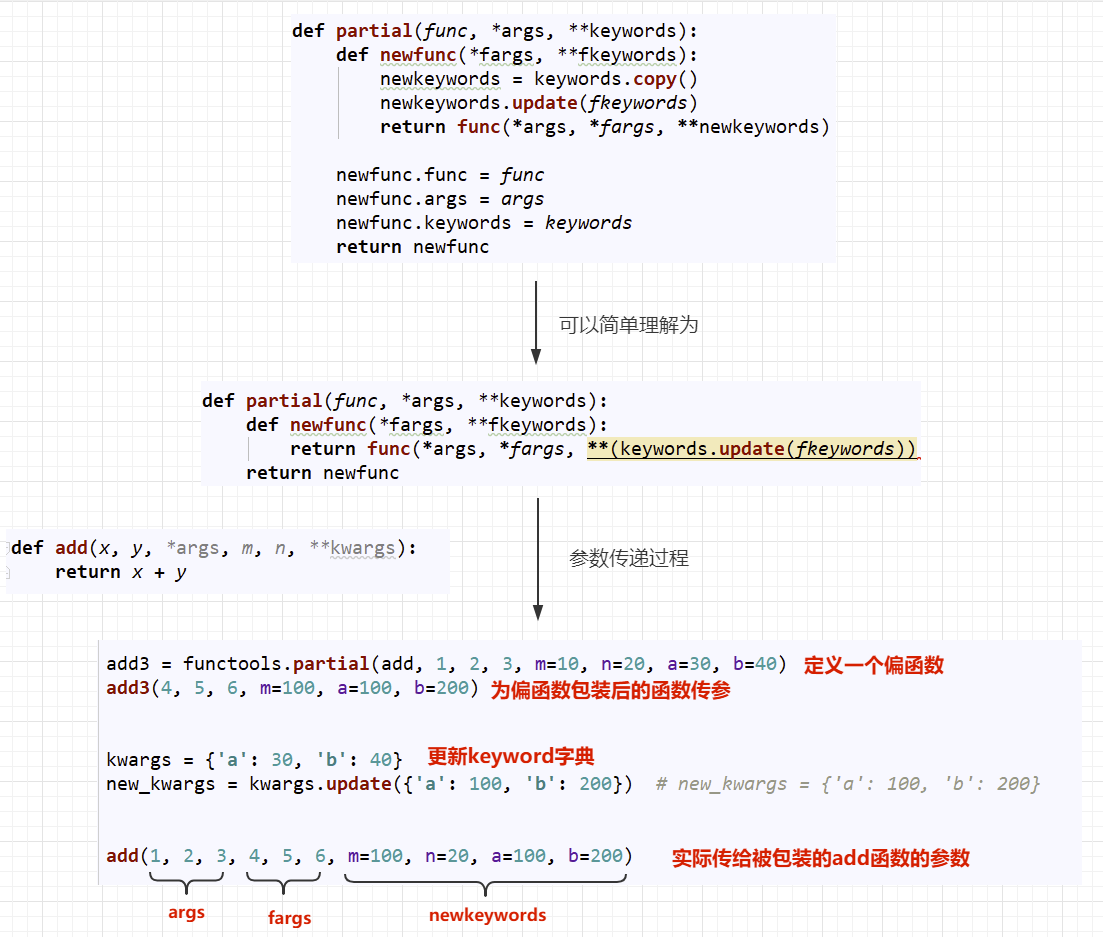 def partial(func, *args, **keywords):
    def newfunc(*fargs, **fkeywords):
        newkeywords = keywords.copy()
        newkeywords.update(fkeywords)
        return func(*args, *fargs, **newkeywords)
    newfunc.func = func
    newfunc.args = args
    newfunc.keywords = keywords
    return newfunc
可以简单理解为
def partial(func, *args, **keywords):
    def newfunc(*fargs, **fkeywords):
        return func(*args, *fargs, **(keywords.update(fkeywords))
    return newfunc
def add(x, y, *args, m, n, **kwargs):
    return x + y
参数传递过程
add3 = functools.partial(add, 1, 2, 3, m=10, n=20, a=30, b=40) 定义一个偏函数
add3(4, 5, 6, m=100, a=100, b=200) 为偏函数包装后的函数传参
kwargs = {'a': 30, 'b': 40} 更新keyword字典
new_kwargs = kwargs.update({'a': 100, 'b': 200}) # new_kwargs = {'a': 100, 'b': 200}
add(1, 2, 3, 4, 5, 6, m=100, n=20, a=100, b=200) 实际传给被包装的add函数的参数
args fargs newkeywords